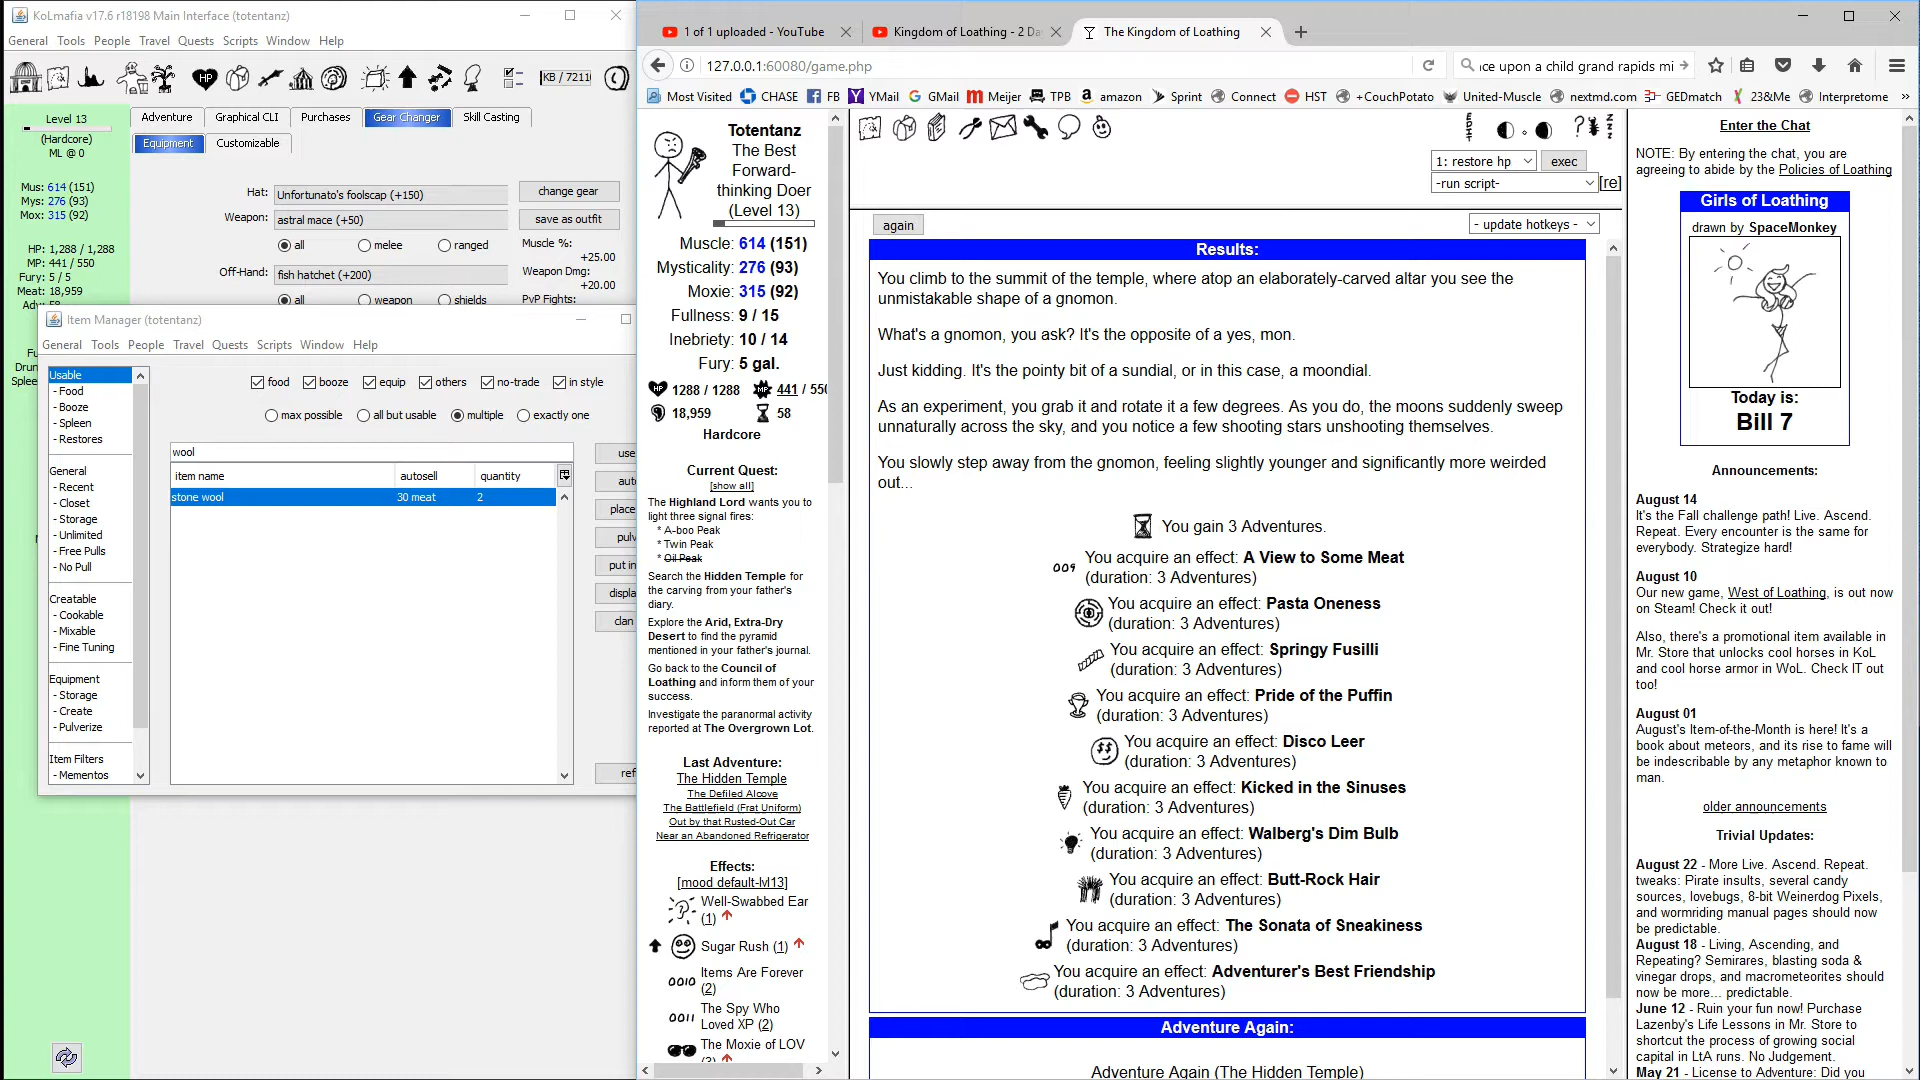 KoLmafia v17.6 r18198 Main Interface (totentanz)
General Tools People Travel Quests Scripts Window Help
KB / 7211
Level 13
(Hardcore)
ML @ 0
Mus: 614 (151)
Mys: 276 (93)
Mox: 315 (92)
HP: 1,288 / 1,288
MP: 441 / 550
Fury: 5 / 5
Meat: 18,959
Adv: 58
Adventure Graphical CLI Purchases Gear Changer Skill Casting
Equipment Customizable
Hat: Unfortunato's foolscap (+150) change gear
Weapon: astral mace (+50) save as outfit
all melee ranged Muscle %:
+25.00
Off-Hand: fish hatchet (+200) Weapon Dmg:
+20.00
all weapon shields PvP Fights:
Item Manager (totentanz)
General Tools People Travel Quests Scripts Window Help
Usable
- Food
- Booze
- Spleen
- Restores
General
- Recent
- Closet
- Storage
- Unlimited
- Free Pulls
- No Pull
Creatable
- Cookable
- Mixable
- Fine Tuning
Equipment
- Storage
- Create
- Pulverize
Item Filters
- Mementos
food booze equip others no-trade in style
max possible all but usable multiple exactly one
wool
item name autosell quantity
stone wool 30 meat 2
use
aut
place
pulv
put in
displa
clan
ref
1 of 1 uploaded - YouTube
Kingdom of Loathing - 2 Da
The Kingdom of Loathing
127.0.0.1:60080/game.php
ice upon a child grand rapids mi
Most Visited CHASE FB YMail GMail Meijer TPB amazon Sprint Connect HST +CouchPotato United-Muscle nextmd.com GEDmatch 23&Me Interpretome
Totentanz
The Best
Forward-
thinking Doer
(Level 13)
Muscle: 614 (151)
Mysticality: 276 (93)
Moxie: 315 (92)
Fullness: 9 / 15
Inebriety: 10 / 14
Fury: 5 gal.
HP 1288 / 1288 MP 441 / 550
18,959 58
Hardcore
Current Quest:
[show all]
The Highland Lord wants you to
light three signal fires:
* A-boo Peak
* Twin Peak
* Oil Peak
Search the Hidden Temple for
the carving from your father's
diary.
Explore the Arid, Extra-Dry
Desert to find the pyramid
mentioned in your father's journal.
Go back to the Council of
Loathing and inform them of your
success.
Investigate the paranormal activity
reported at The Overgrown Lot.
Last Adventure:
The Hidden Temple
The Defiled Alcove
The Battlefield (Frat Uniform)
Out by that Rusted-Out Car
Near an Abandoned Refrigerator
Effects:
[mood default-M13]
Well-Swabbed Ear
(1)
Sugar Rush (1)
0010 Items Are Forever
(2)
0011 The Spy Who
Loved XP (2)
The Moxie of LOV
EDIT
1: restore hp exec
-run script- [re]
again - update hotkeys -
Results:
You climb to the summit of the temple, where atop an elaborately-carved altar you see the
unmistakable shape of a gnomon.
What's a gnomon, you ask? It's the opposite of a yes, mon.
Just kidding. It's the pointy bit of a sundial, or in this case, a moondial.
As an experiment, you grab it and rotate it a few degrees. As you do, the moons suddenly sweep
unnaturally across the sky, and you notice a few shooting stars unshooting themselves.
You slowly step away from the gnomon, feeling slightly younger and significantly more weirded
out...
You gain 3 Adventures.
009 You acquire an effect: A View to Some Meat
(duration: 3 Adventures)
You acquire an effect: Pasta Oneness
(duration: 3 Adventures)
You acquire an effect: Springy Fusilli
(duration: 3 Adventures)
You acquire an effect: Pride of the Puffin
(duration: 3 Adventures)
You acquire an effect: Disco Leer
(duration: 3 Adventures)
You acquire an effect: Kicked in the Sinuses
(duration: 3 Adventures)
You acquire an effect: Walberg's Dim Bulb
(duration: 3 Adventures)
You acquire an effect: Butt-Rock Hair
(duration: 3 Adventures)
You acquire an effect: The Sonata of Sneakiness
(duration: 3 Adventures)
You acquire an effect: Adventurer's Best Friendship
(duration: 3 Adventures)
Adventure Again:
Adventure Again (The Hidden Temple)
Enter the Chat
NOTE: By entering the chat, you are
agreeing to abide by the Policies of Loathing
Girls of Loathing
drawn by SpaceMonkey
Today is:
Bill 7
Announcements:
August 14
It's the Fall challenge path! Live. Ascend.
Repeat. Every encounter is the same for
everybody. Strategize hard!
August 10
Our new game, West of Loathing, is out now
on Steam! Check it out!
Also, there's a promotional item available in
Mr. Store that unlocks cool horses in KoL
and cool horse armor in WoL. Check IT out
too!
August 01
August's Item-of-the-Month is here! It's a
book about meteors, and its rise to fame will
be indescribable by any metaphor known to
man.
older announcements
Trivial Updates:
August 22 - More Live. Ascend. Repeat.
tweaks: Pirate insults, several candy
sources, lovebugs, 8-bit Weinerdog Pixels,
and wormriding manual pages should now
be predictable.
August 18 - Living, Ascending, and
Repeating? Semirares, blasting soda &
vinegar drops, and macrometeorites should
now be more... predictable.
June 12 - Ruin your fun now! Purchase
Lazenby's Life Lessons in Mr. Store to
shortcut the process of growing social
capital in LtA runs. No Judgement.
May 21 - License to Adventure: Did you